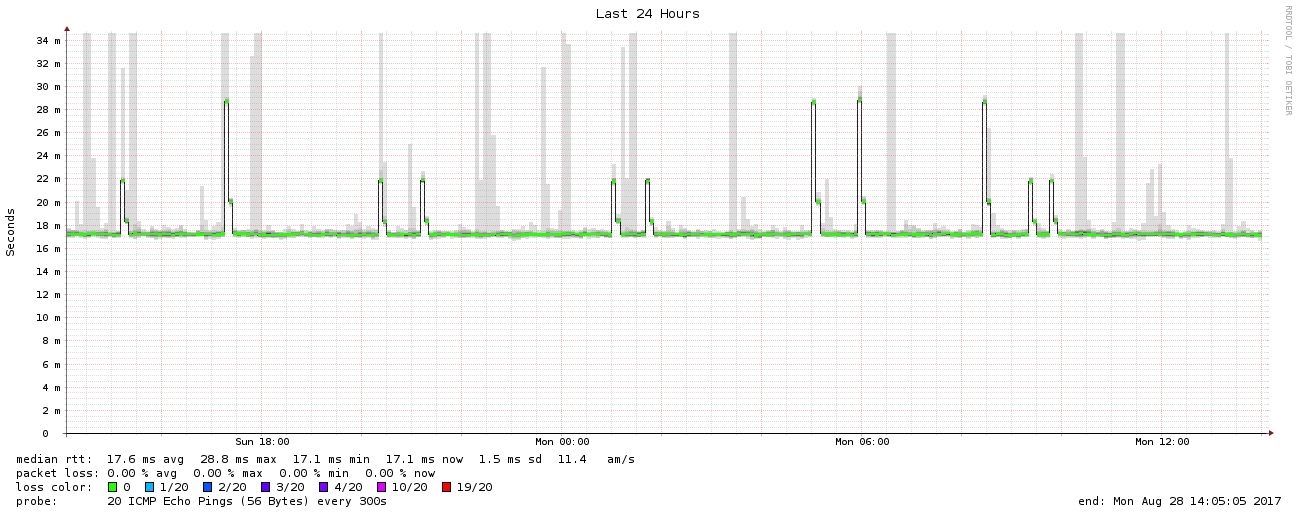 Last 24 Hours
RRDTOOL / TOBI OETIKER
Seconds
34 m
32 m
30 m
28 m
26 m
24 m
22 m
20 m
18 m
16 m
14 m
12 m
10 m
8 m
6 m
4 m
2 m
0
Sun 18:00 Mon 00:00 Mon 06:00 Mon 12:00
median rtt: 17.6 ms avg 28.8 ms max 17.1 ms min 17.1 ms now 1.5 ms sd 11.4 am/s
packet loss: 0.00 % avg 0.00 % max 0.00 % min 0.00 % now
loss color: 0 1/20 2/20 3/20 4/20 10/20 19/20
probe: 20 ICMP Echo Pings (56 Bytes) every 300s end: Mon Aug 28 14:05:05 2017